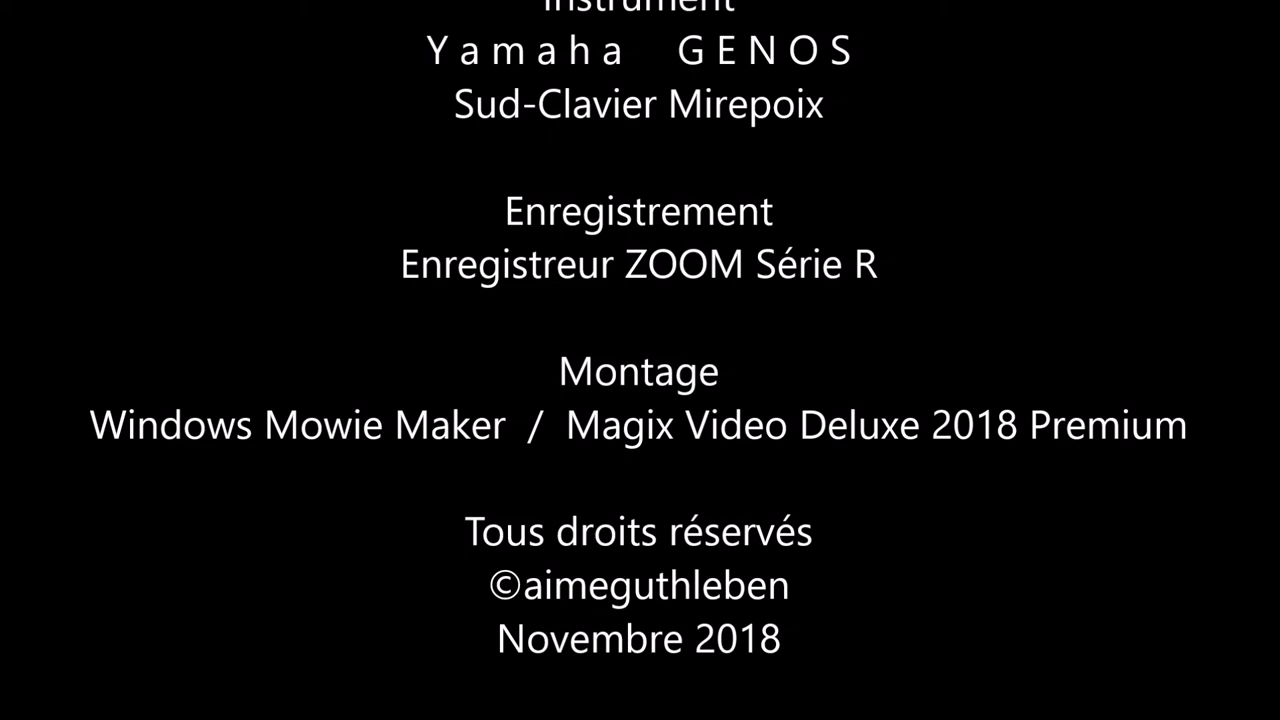 Instrument
Yamaha GENOS
Sud-Clavier Mirepoix
Enregistrement
Enregistreur ZOOM Série R
Montage
Windows Mowie Maker / Magix Video Deluxe 2018 Premium
Tous droits réservés
©aimeguthleben
Novembre 2018